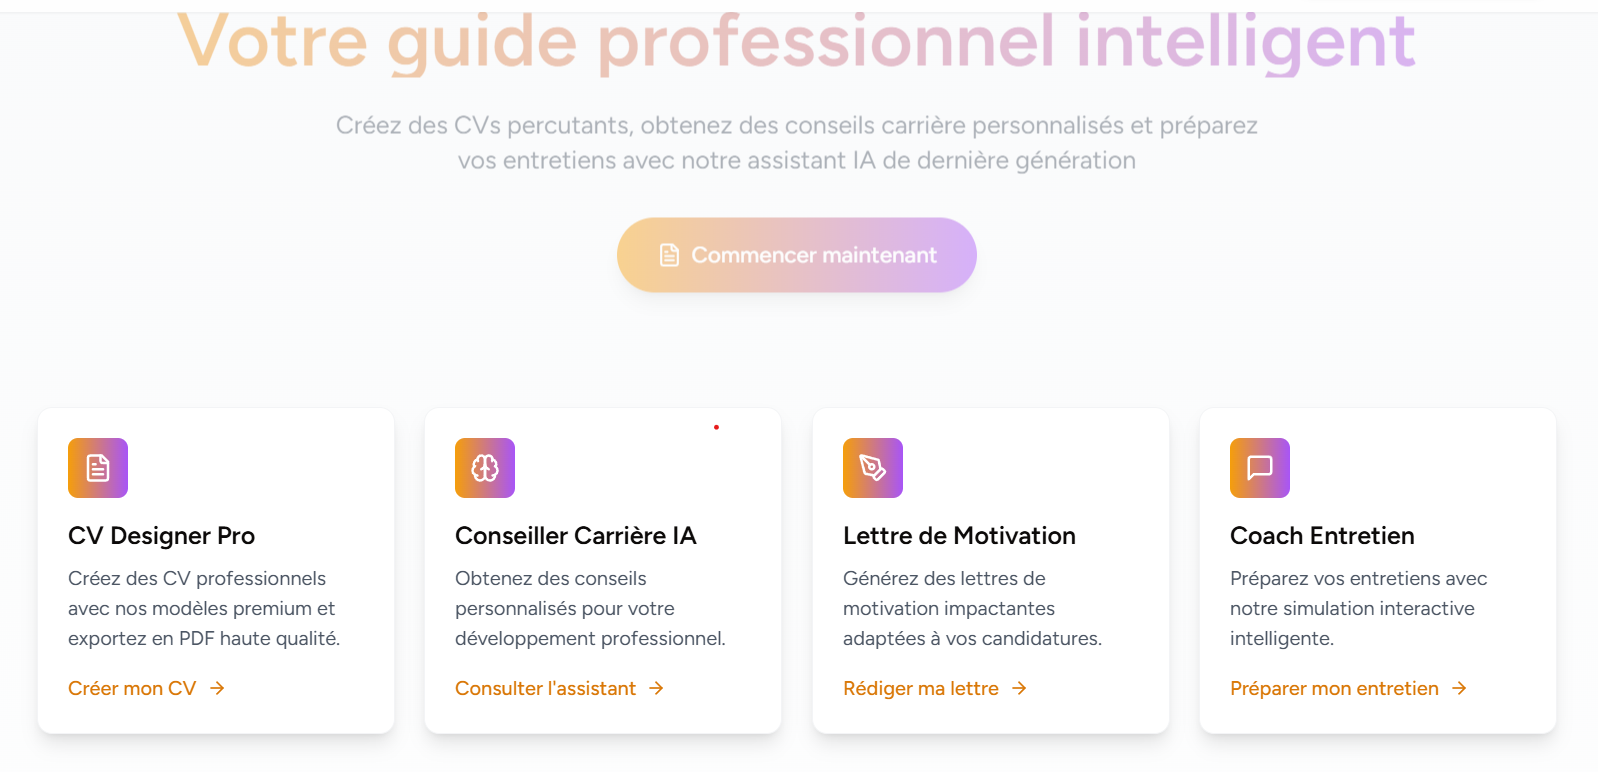 Votre guide professionnel intelligent
Créez des CVs percutants, obtenez des conseils carrière personnalisés et préparez
vos entretiens avec notre assistant IA de dernière génération
Commencer maintenant
CV Designer Pro
Créez des CV professionnels
avec nos modèles premium et
exportez en PDF haute qualité.
Créer mon CV
Conseiller Carrière IA
Obtenez des conseils
personnalisés pour votre
développement professionnel.
Consulter l'assistant
Lettre de Motivation
Générez des lettres de
motivation impactantes
adaptées à vos candidatures.
Rédiger ma lettre
Coach Entretien
Préparez vos entretiens avec
notre simulation interactive
intelligente.
Préparer mon entretien